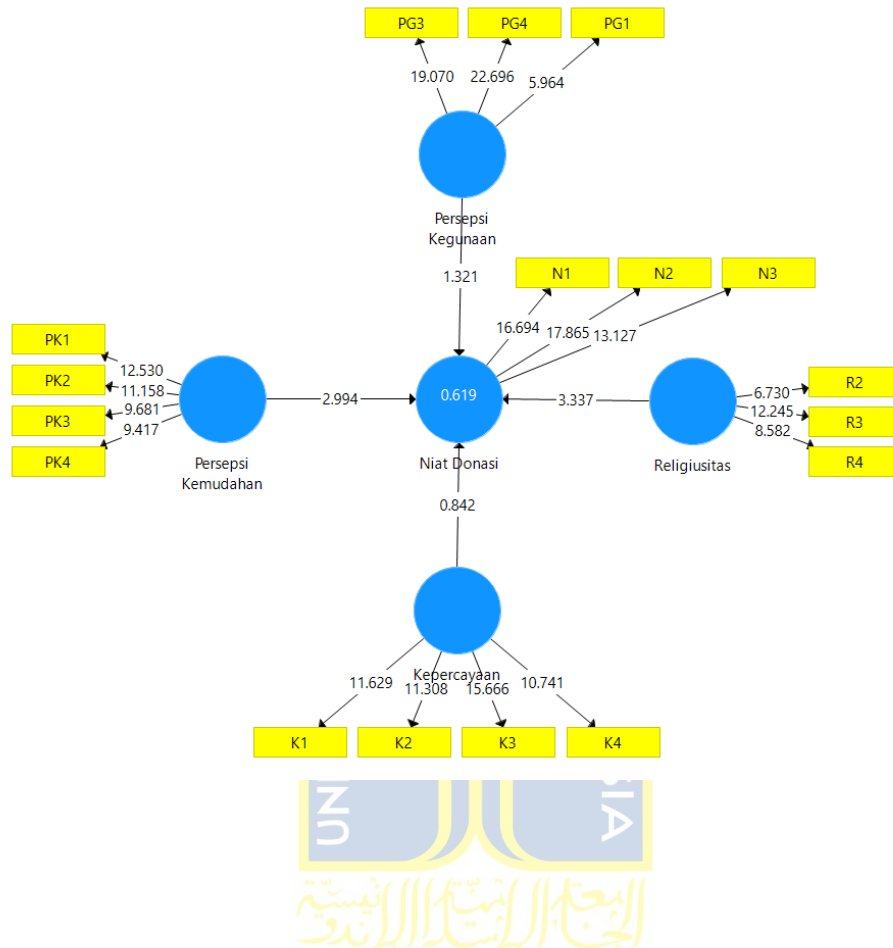 PG3
PG4
PG1
19.070
22.696
5.964
Persepsi
Kegunaan
1.321
N1
N2
N3
16.694
17.865
13.127
PK1
PK2
PK3
PK4
12.530
11.158
9.681
9.417
Persepsi
Kemudahan
2.994
0.619
Niat Donasi
3.337
Religiusitas
6.730
12.245
8.582
R2
R3
R4
0.842
Kepercayaan
11.629
11.308
15.666
10.741
K1
K2
K3
K4